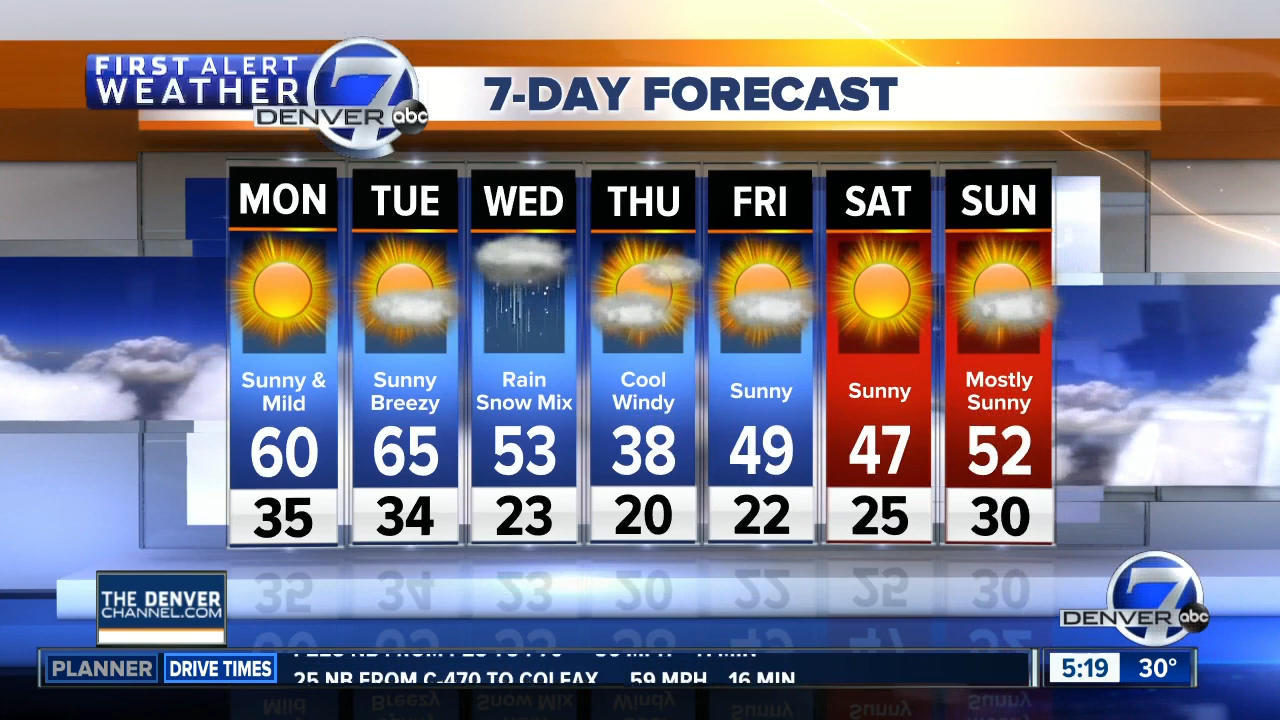 FIRST ALERT
WEATHER
7
DENVER abc
7-DAY FORECAST
MON TUE WED THU FRI SAT SUN
Sunny & Mild
Sunny Breezy
Rain Snow Mix
Cool Windy
Sunny
Sunny
Mostly Sunny
60 65 53 38 49 47 52
35 34 23 20 22 25 30
THE DENVER
CHANNEL.COM
7
DENVER abc
PLANNER DRIVE TIMES
25 NB FROM C-470 TO COLFAX 59 MPH 16 MIN
5:19 30°